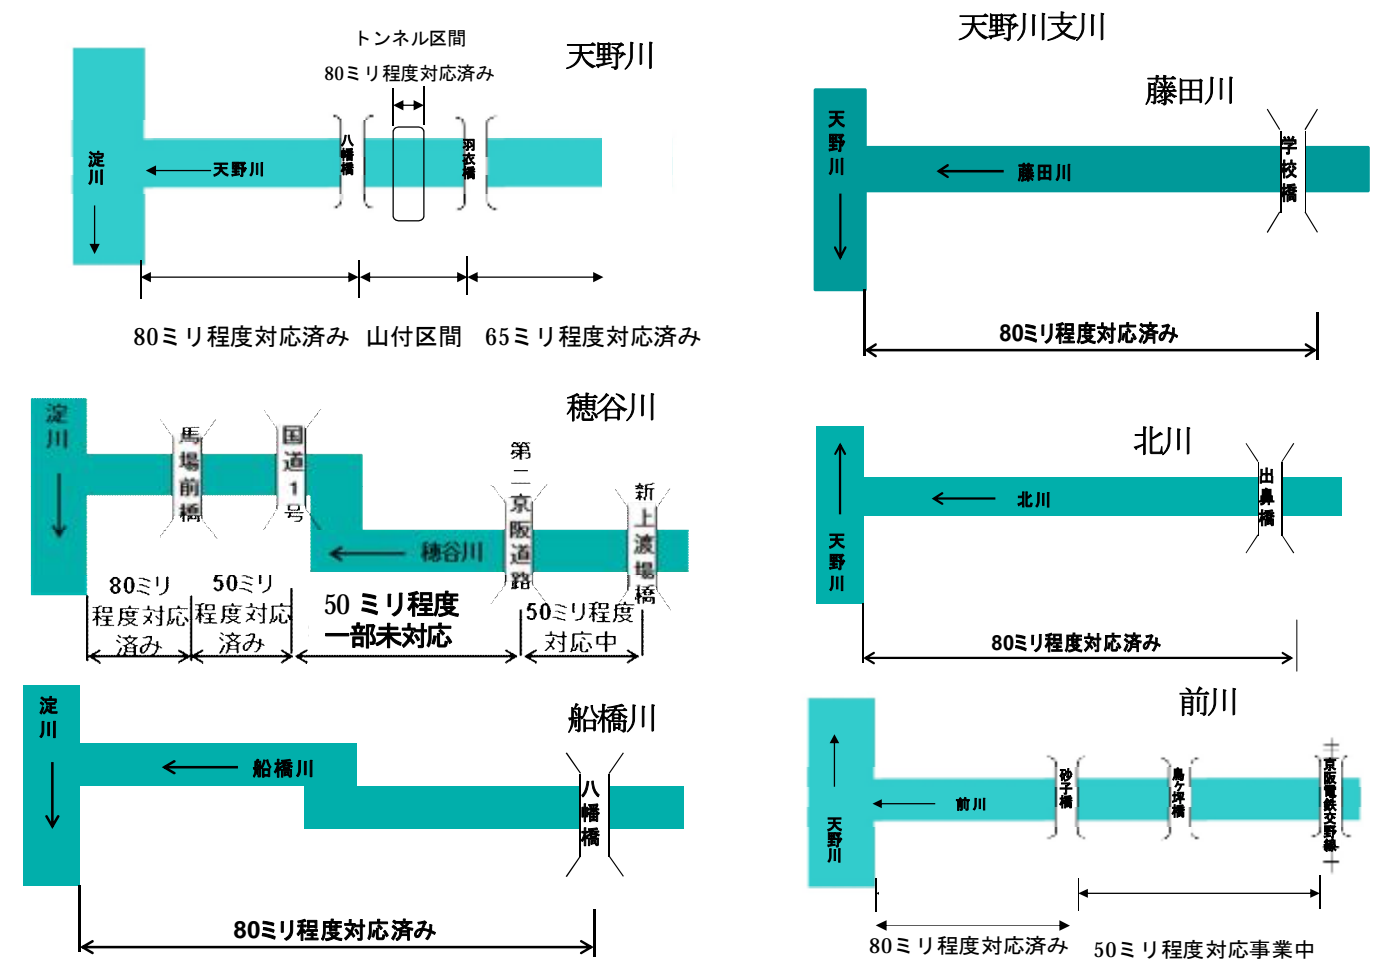 天野川
トンネル区間
80ミリ程度対応済み
淀川
天野川
八幡橋
羽衣橋
80ミリ程度対応済み
山付区間
65ミリ程度対応済み
穂谷川
淀川
馬場前橋
国道1号
第二京阪道路
新上渡場橋
穂谷川
80ミリ
程度対応
済み
50ミリ
程度対応
済み
50 ミリ程度
一部未対応
50ミリ程度
対応中
船橋川
淀川
船橋川
八幡橋
80ミリ程度対応済み
天野川支川
藤田川
天野川
藤田川
学校橋
80ミリ程度対応済み
北川
北川
出鼻橋
天野川
80ミリ程度対応済み
前川
天野川
前川
砂子橋
鳥ケ坪橋
京阪電鉄交野線
80ミリ程度対応済み
50ミリ程度対応事業中